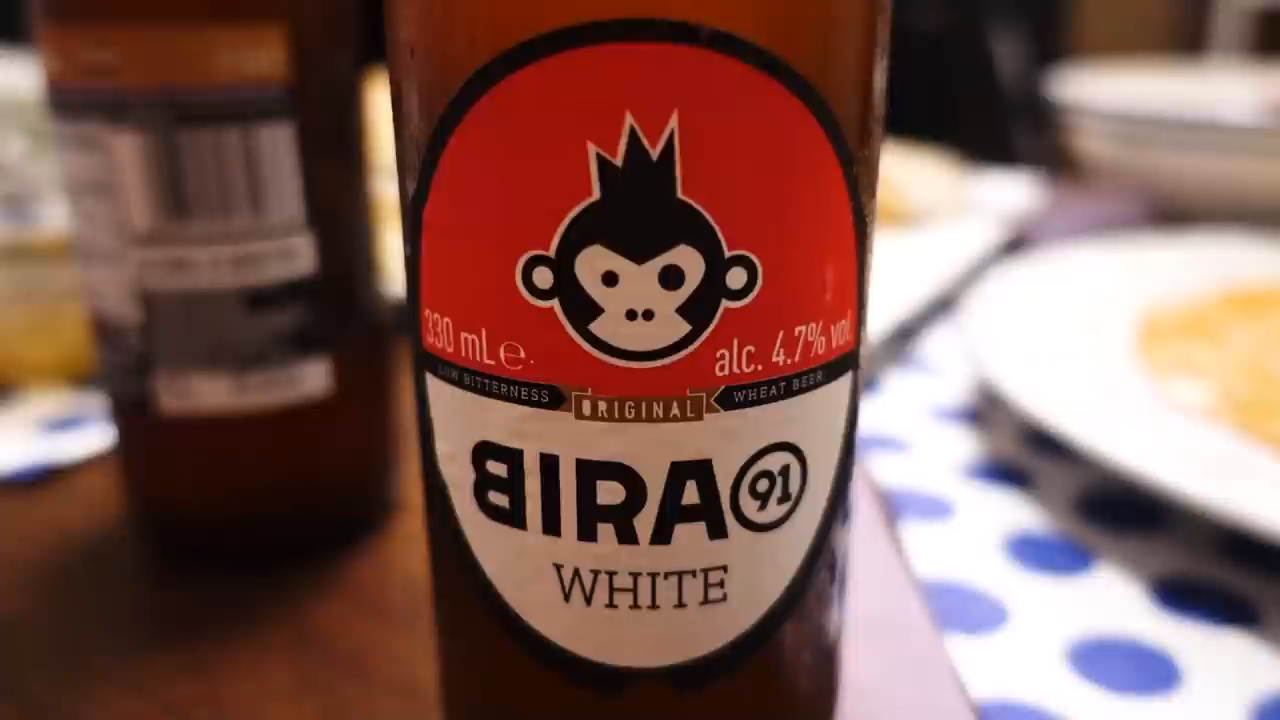 330 mL e.
alc. 4.7% vol.
LOW BITTERNESS
ORIGINAL
WHEAT BEER
BIRA 91
WHITE